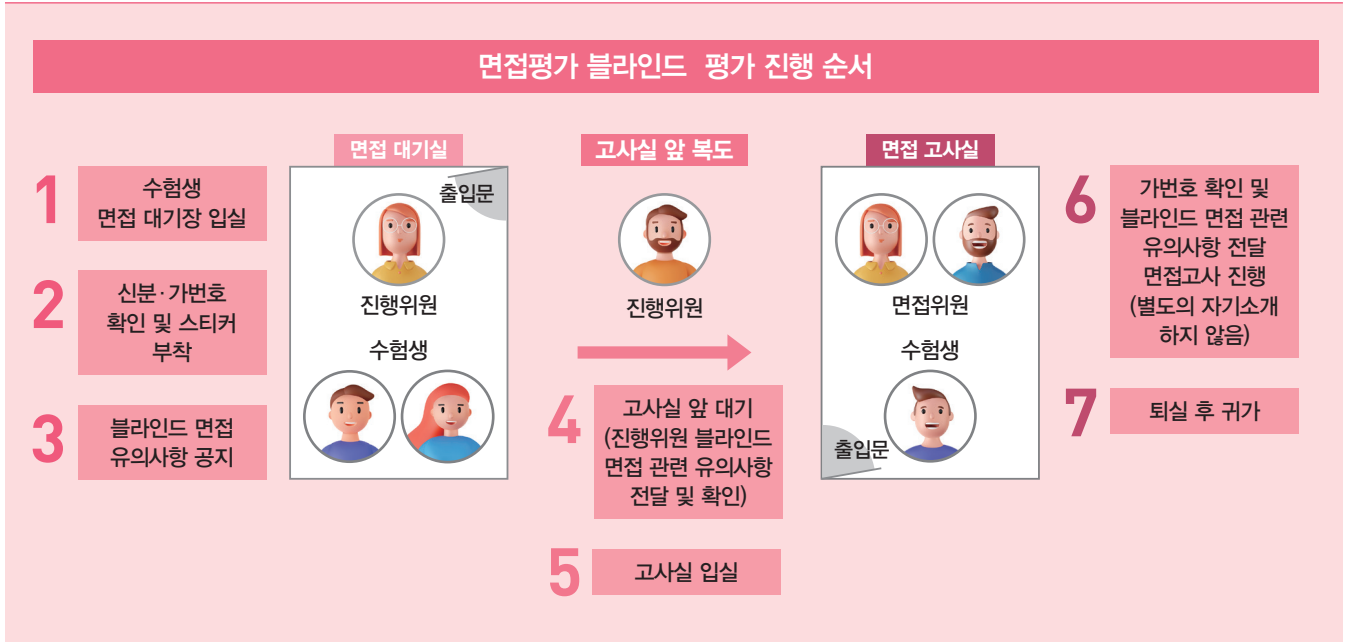 면접평가 블라인드 평가 진행 순서
1
수험생
면접 대기장 입실
2
신분·가번호
확인 및 스티커
부착
3
블라인드 면접
유의사항 공지
면접 대기실
출입문
진행위원
수험생
고사실 앞 복도
진행위원
4
고사실 앞 대기
(진행위원 블라인드
면접 관련 유의사항
전달 및 확인)
5
고사실 입실
면접 고사실
면접위원
수험생
출입문
6
가번호 확인 및
블라인드 면접 관련
유의사항 전달
면접고사 진행
(별도의 자기소개
하지 않음)
7
퇴실 후 귀가